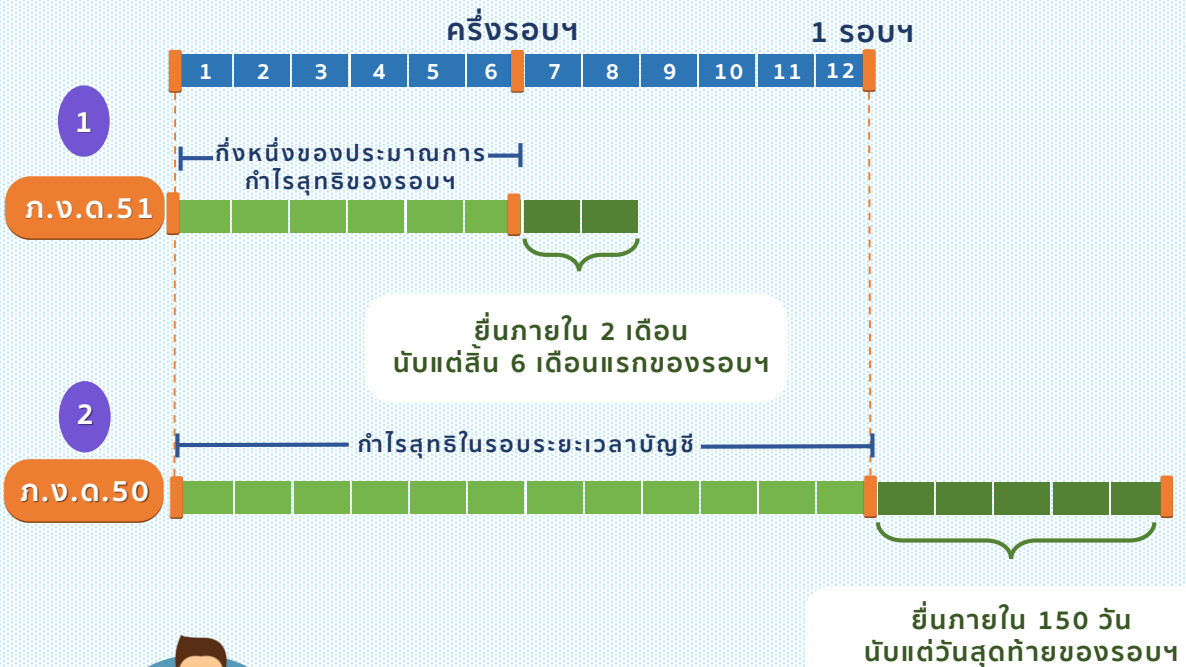 ครึ่งรอบฯ
1 รอบฯ
1 2 3 4 5 6 7 8 9 10 11 12
1
กึ่งหนึ่งของประมาณการ
กำไรสุทธิของรอบฯ
ภ.ง.ด.51
ยื่นภายใน 2 เดือน
นับแต่สิ้น 6 เดือนแรกของรอบฯ
2
กำไรสุทธิในรอบระยะเวลาบัญชี
ภ.ง.ด.50
ยื่นภายใน 150 วัน
นับแต่วันสุดท้ายของรอบฯ